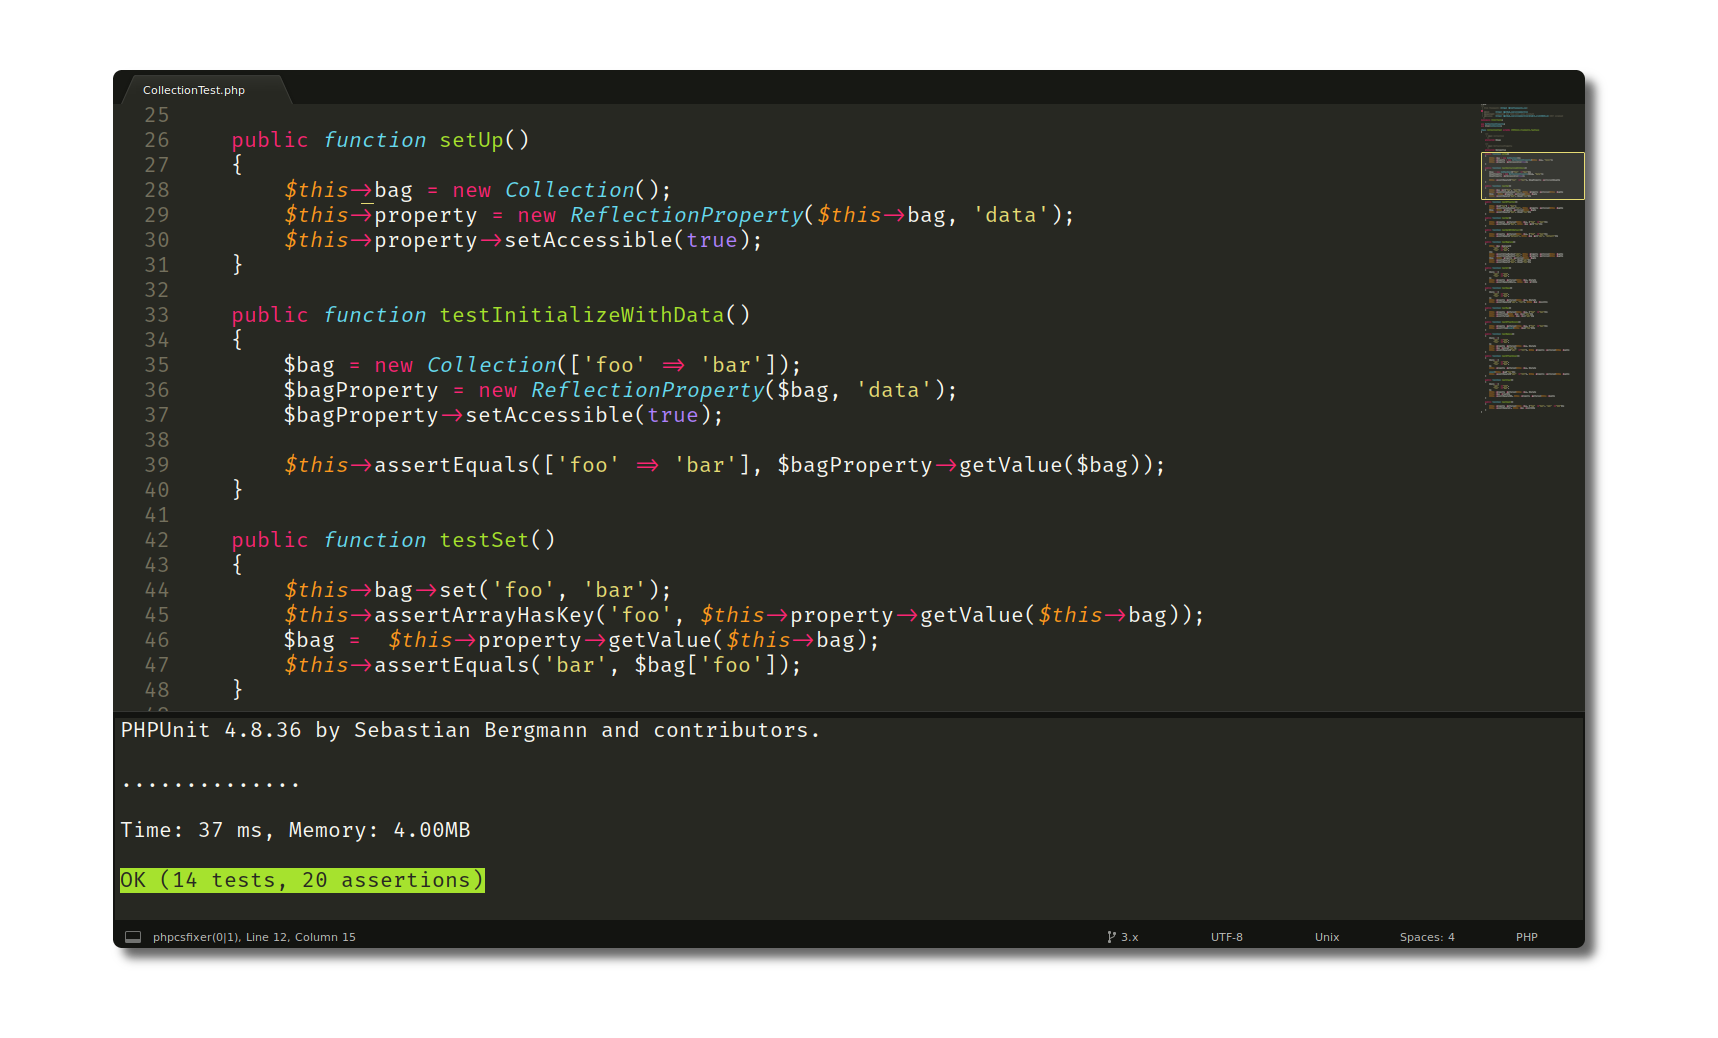 CollectionTest.php
25
26 public function setUp()
27 {
28 $this->bag = new Collection();
29 $this->property = new ReflectionProperty($this->bag, 'data');
30 $this->property->setAccessible(true);
31 }
32
33 public function testInitializeWithData()
34 {
35 $bag = new Collection(['foo' => 'bar']);
36 $bagProperty = new ReflectionProperty($bag, 'data');
37 $bagProperty->setAccessible(true);
38
39 $this->assertEquals(['foo' => 'bar'], $bagProperty->getValue($bag));
40 }
41
42 public function testSet()
43 {
44 $this->bag->set('foo', 'bar');
45 $this->assertArrayHasKey('foo', $this->property->getValue($this->bag));
46 $bag =  $this->property->getValue($this->bag);
47 $this->assertEquals('bar', $bag['foo']);
48 }
PHPUnit 4.8.36 by Sebastian Bergmann and contributors.
..............
Time: 37 ms, Memory: 4.00MB
OK (14 tests, 20 assertions)
phpcsfixer(0|1), Line 12, Column 15 3.x UTF-8 Unix Spaces: 4 PHP